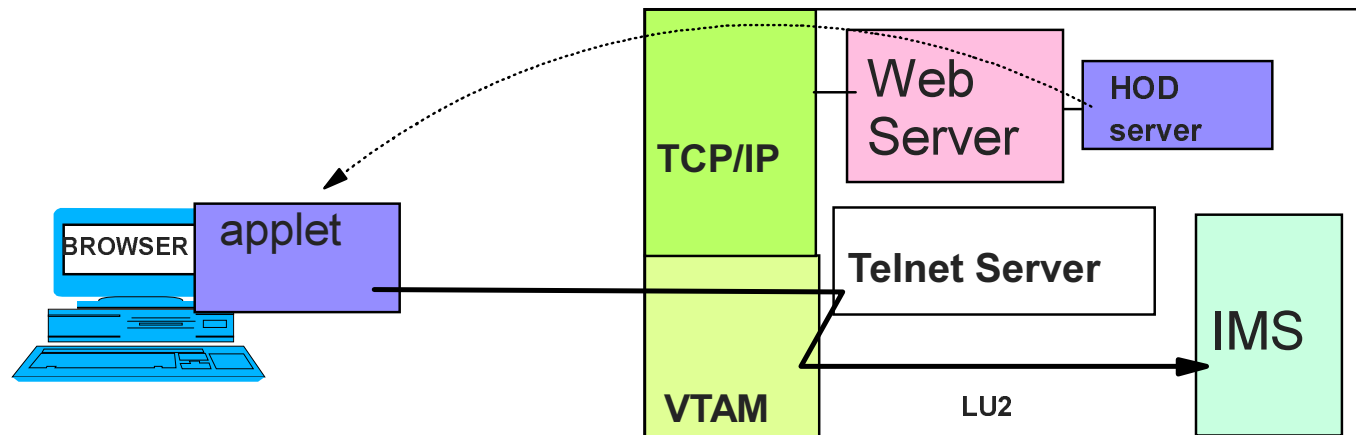 Web
Server
HOD
server
TCP/IP
BROWSER
applet
Telnet Server
IMS
VTAM
LU2